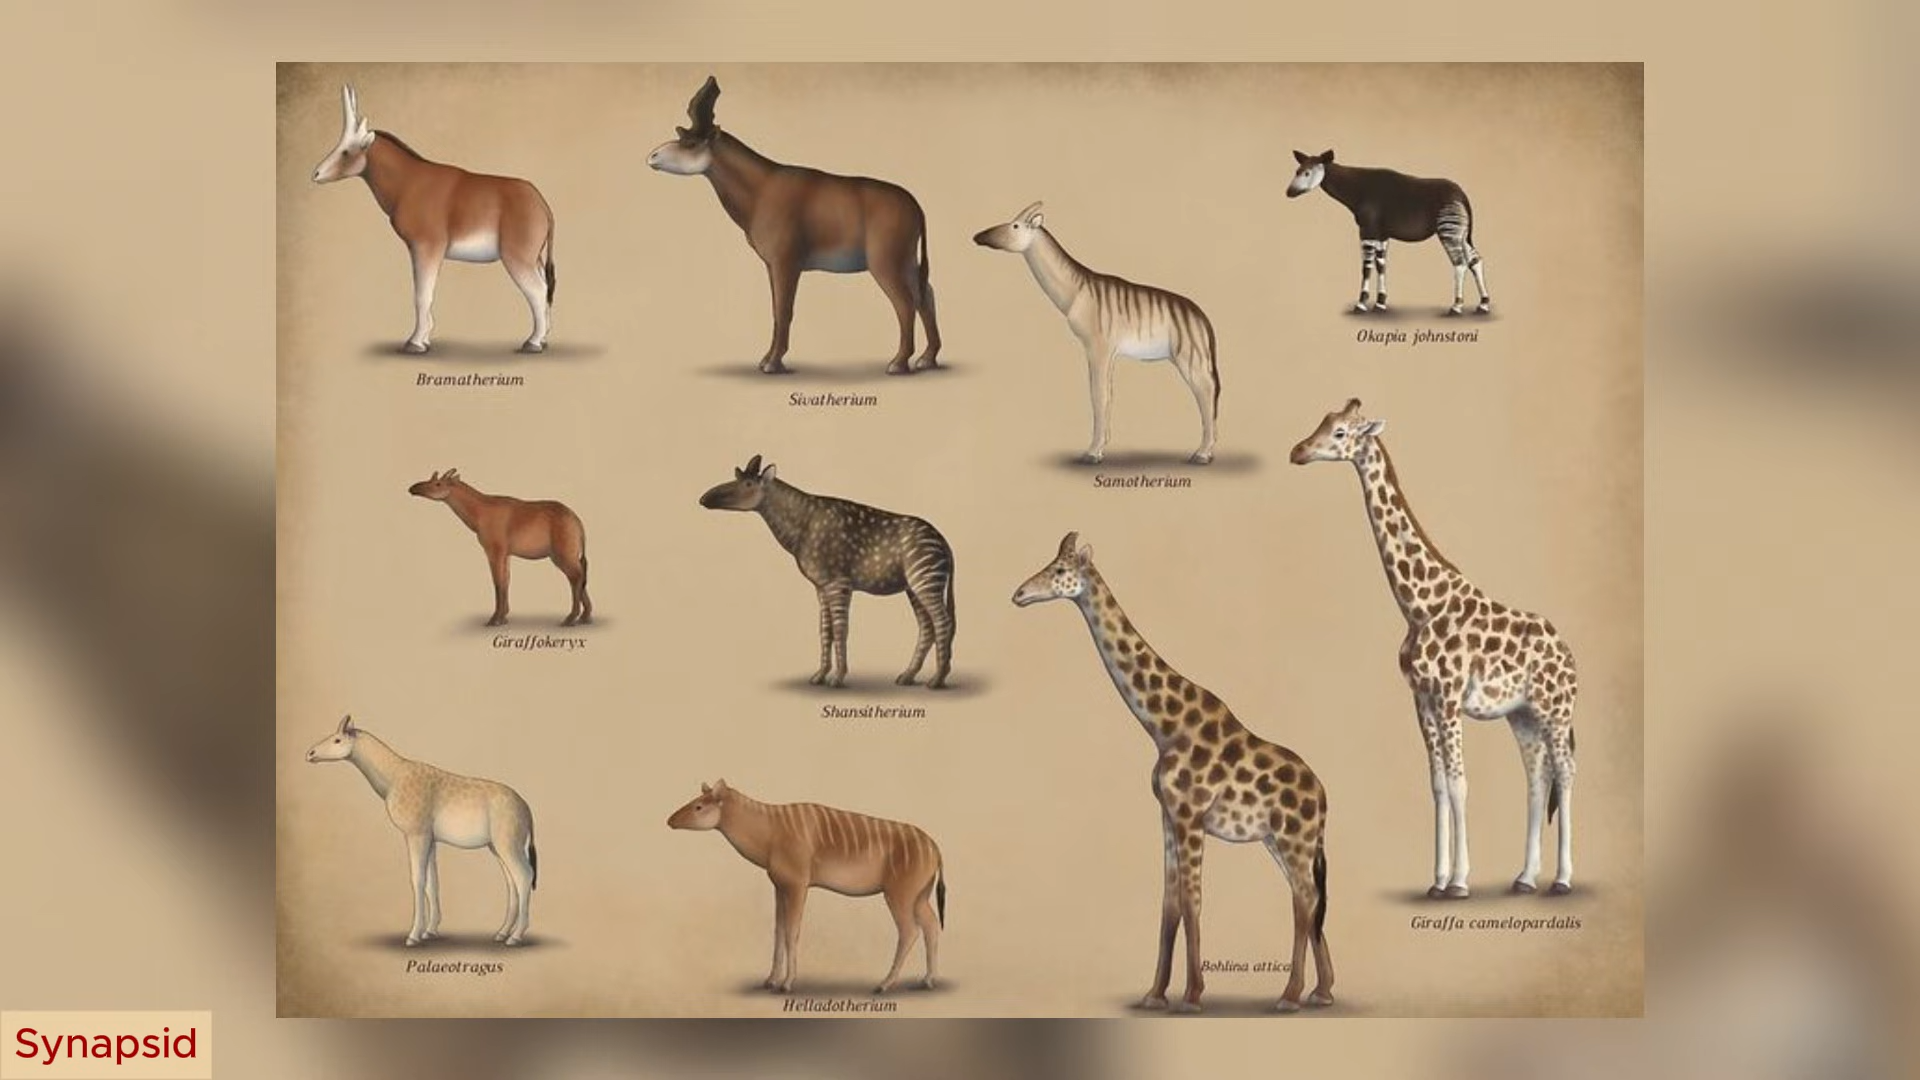 Bramatherium
Sivatherium
Samotherium
Okapia johnstoni
Giraffokeryx
Shansitherium
Palaeotragus
Helladotherium
Bohlina attica
Giraffa camelopardalis
Synapsid